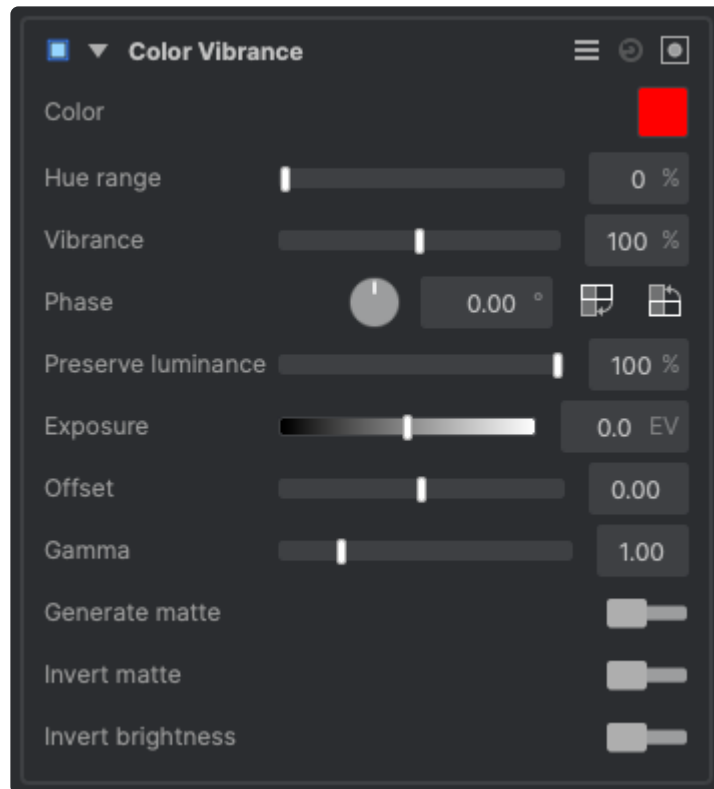 Color Vibrance
Color
Hue range 0 %
Vibrance 100 %
Phase 0.00 °
Preserve luminance 100 %
Exposure 0.0 EV
Offset 0.00
Gamma 1.00
Generate matte
Invert matte
Invert brightness